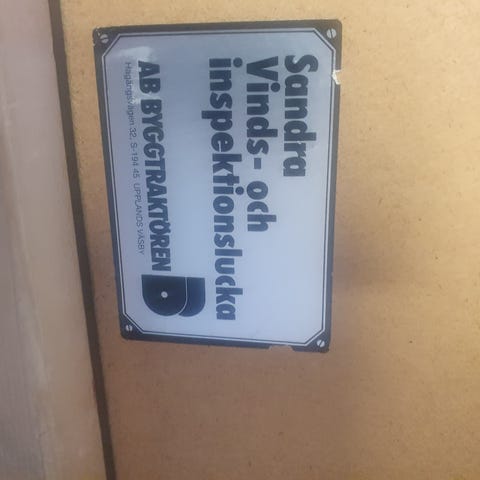 Sandra
Vinds- och
inspektionslucka
AB BYGGTRAKTÖREN
Hagängsvägen 32, S-194 45 UPPLANDS VÄSBY